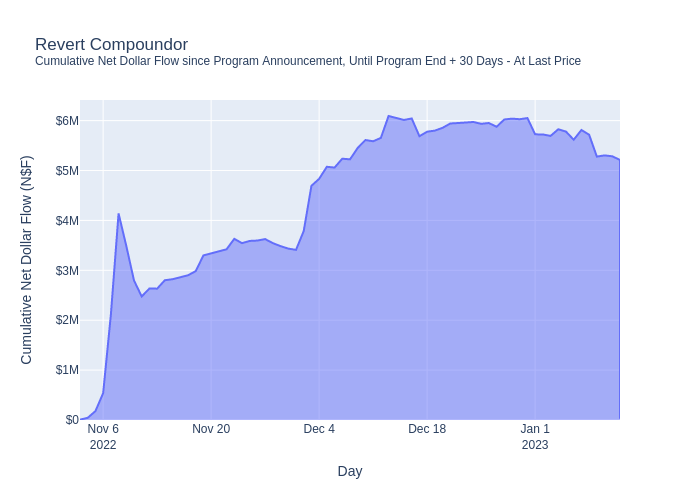 Revert Compoundor
Cumulative Net Dollar Flow since Program Announcement, Until Program End + 30 Days - At Last Price
Cumulative Net Dollar Flow (N$F)
$6M
$5M
$4M
$3M
$2M
$1M
$0
Nov 6
2022
Nov 20
Dec 4
Dec 18
Jan 1
2023
Day